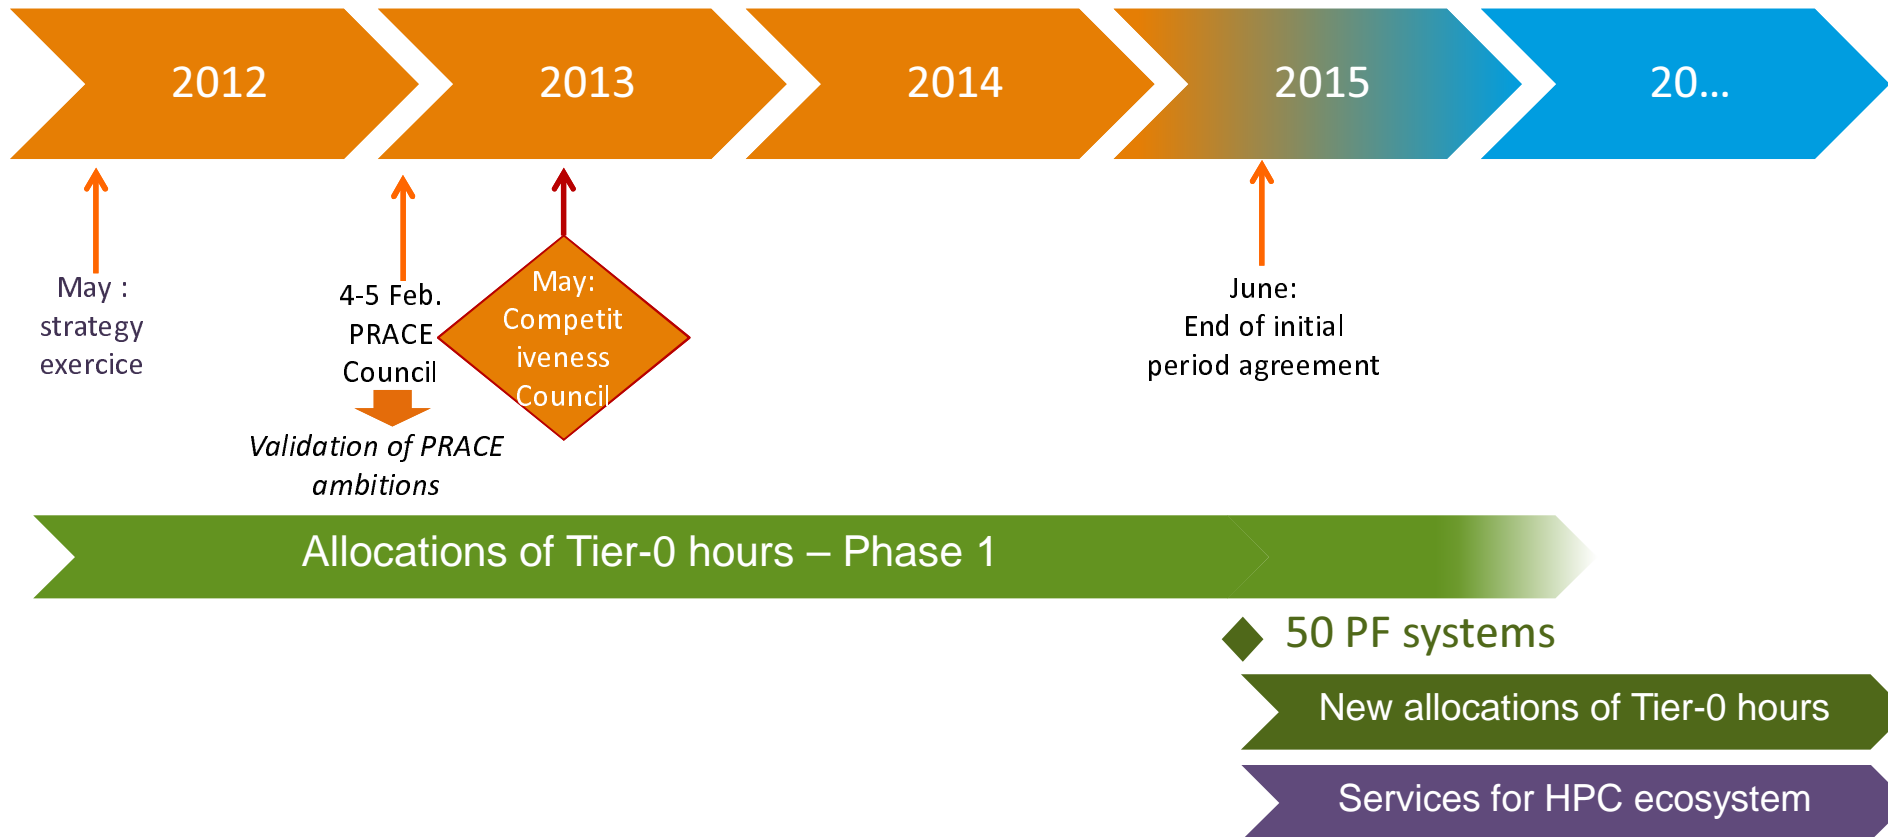 2012
2013
2014
2015
20...
May :
strategy
exercice
4-5 Feb.
PRACE
Council
Validation of PRACE
ambitions
May:
Competit
iveness
Council
June:
End of initial
period agreement
Allocations of Tier-0 hours – Phase 1
50 PF systems
New allocations of Tier-0 hours
Services for HPC ecosystem